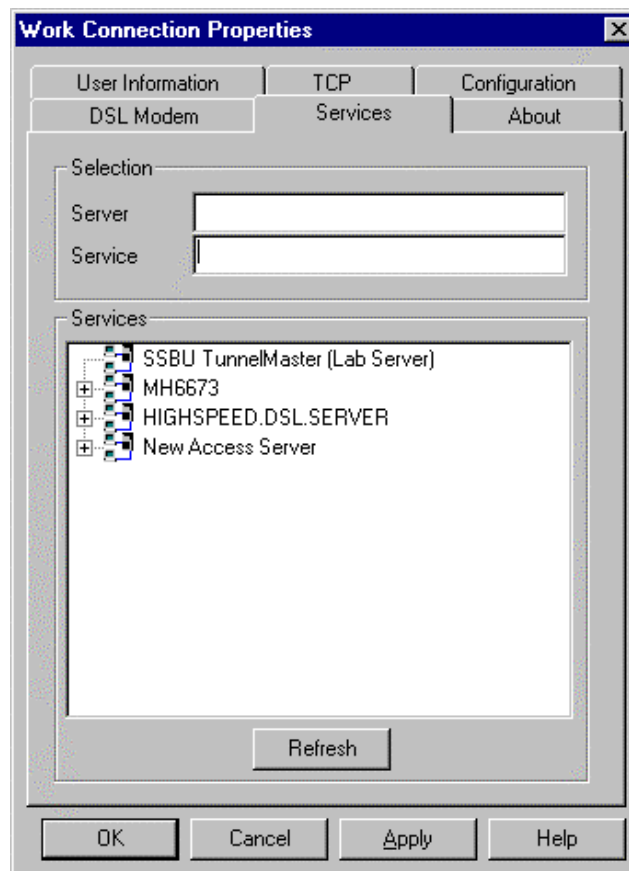 Work Connection Properties
User Information TCP Configuration
DSL Modem Services About
Selection
Server
Service
Services
SSBU TunnelMaster (Lab Server)
MH6673
HIGHSPEED.DSL.SERVER
New Access Server
Refresh
OK Cancel Apply Help